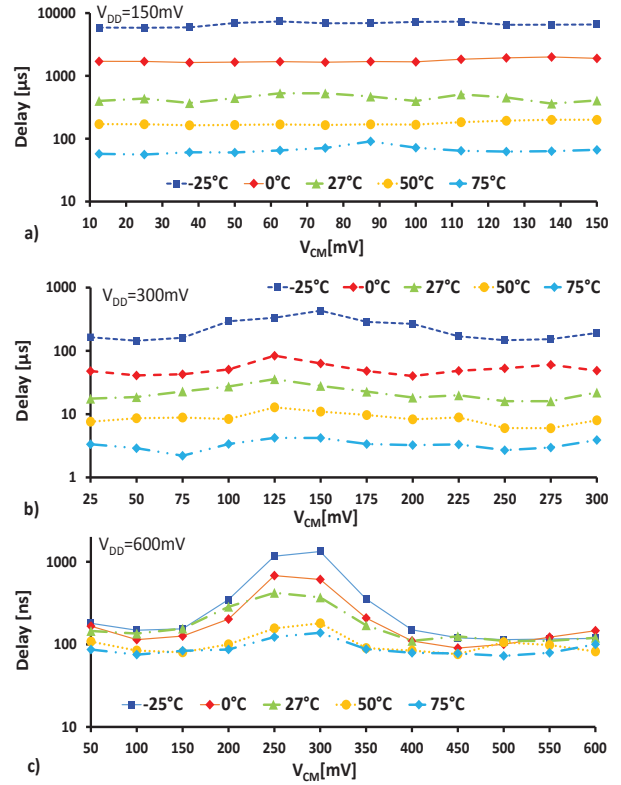 V_DD=150mV
10000
1000
100
10
Delay [µs]
-25°C 0°C 27°C 50°C 75°C
10 20 30 40 50 60 70 80 90 100 110 120 130 140 150
V_CM[mV]
a)
V_DD=300mV
-25°C 0°C 27°C 50°C 75°C
1000
100
10
1
Delay [µs]
25 50 75 100 125 150 175 200 225 250 275 300
V_CM[mV]
b)
V_DD=600mV
1000
100
10
Delay [ns]
-25°C 0°C 27°C 50°C 75°C
50 100 150 200 250 300 350 400 450 500 550 600
V_CM[mV]
c)